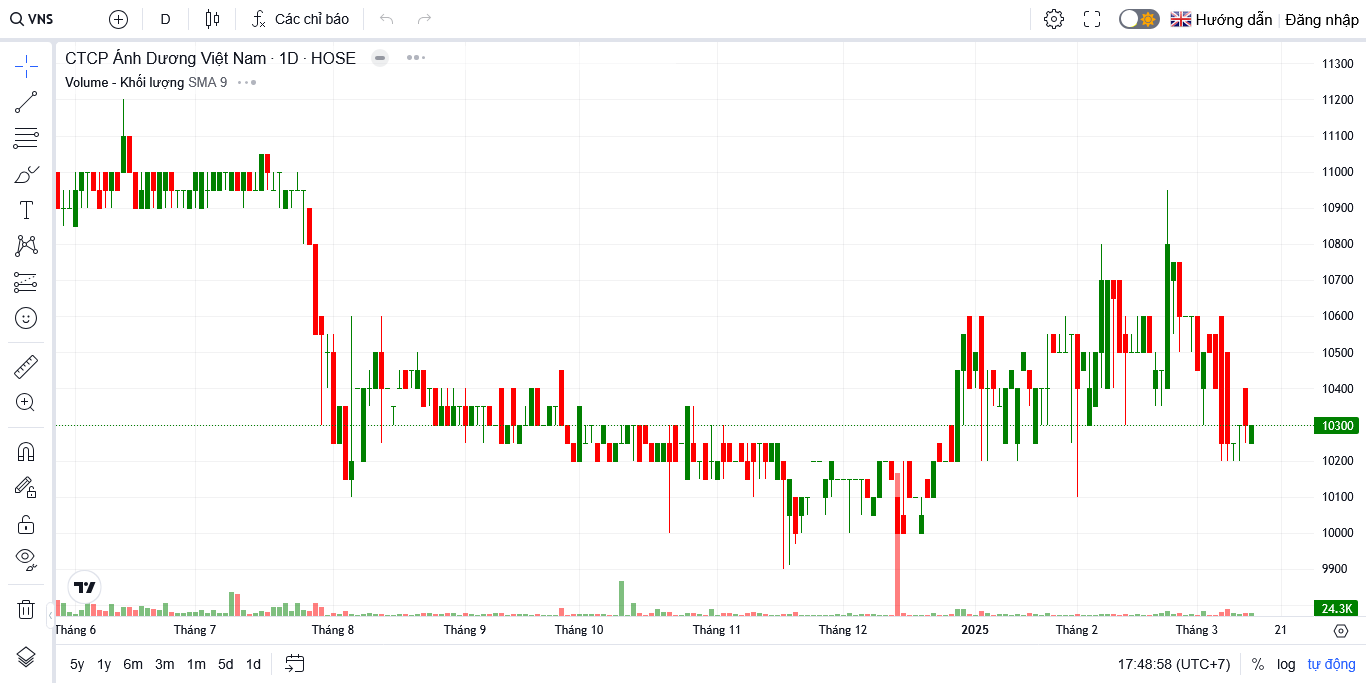 VNS D Các chỉ báo Hướng dẫn Đăng nhập
CTCP Ánh Dương Việt Nam · 1D · HOSE
Volume - Khối lượng SMA 9
11300
11200
11100
11000
10900
10800
10700
10600
10500
10400
10300
10200
10100
10000
9900
24.3K
Tháng 6 Tháng 7 Tháng 8 Tháng 9 Tháng 10 Tháng 11 Tháng 12 2025 Tháng 2 Tháng 3 21
5y 1y 6m 3m 1m 5d 1d 17:48:58 (UTC+7) % log tự động